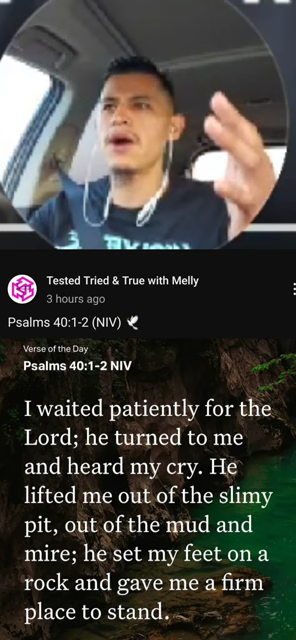 Tested Tried & True with Melly
3 hours ago
Psalms 40:1-2 (NIV) 🕊
Verse of the Day
Psalms 40:1-2 NIV
I waited patiently for the
Lord; he turned to me
and heard my cry. He
lifted me out of the slimy
pit, out of the mud and
mire; he set my feet on a
rock and gave me a firm
place to stand.